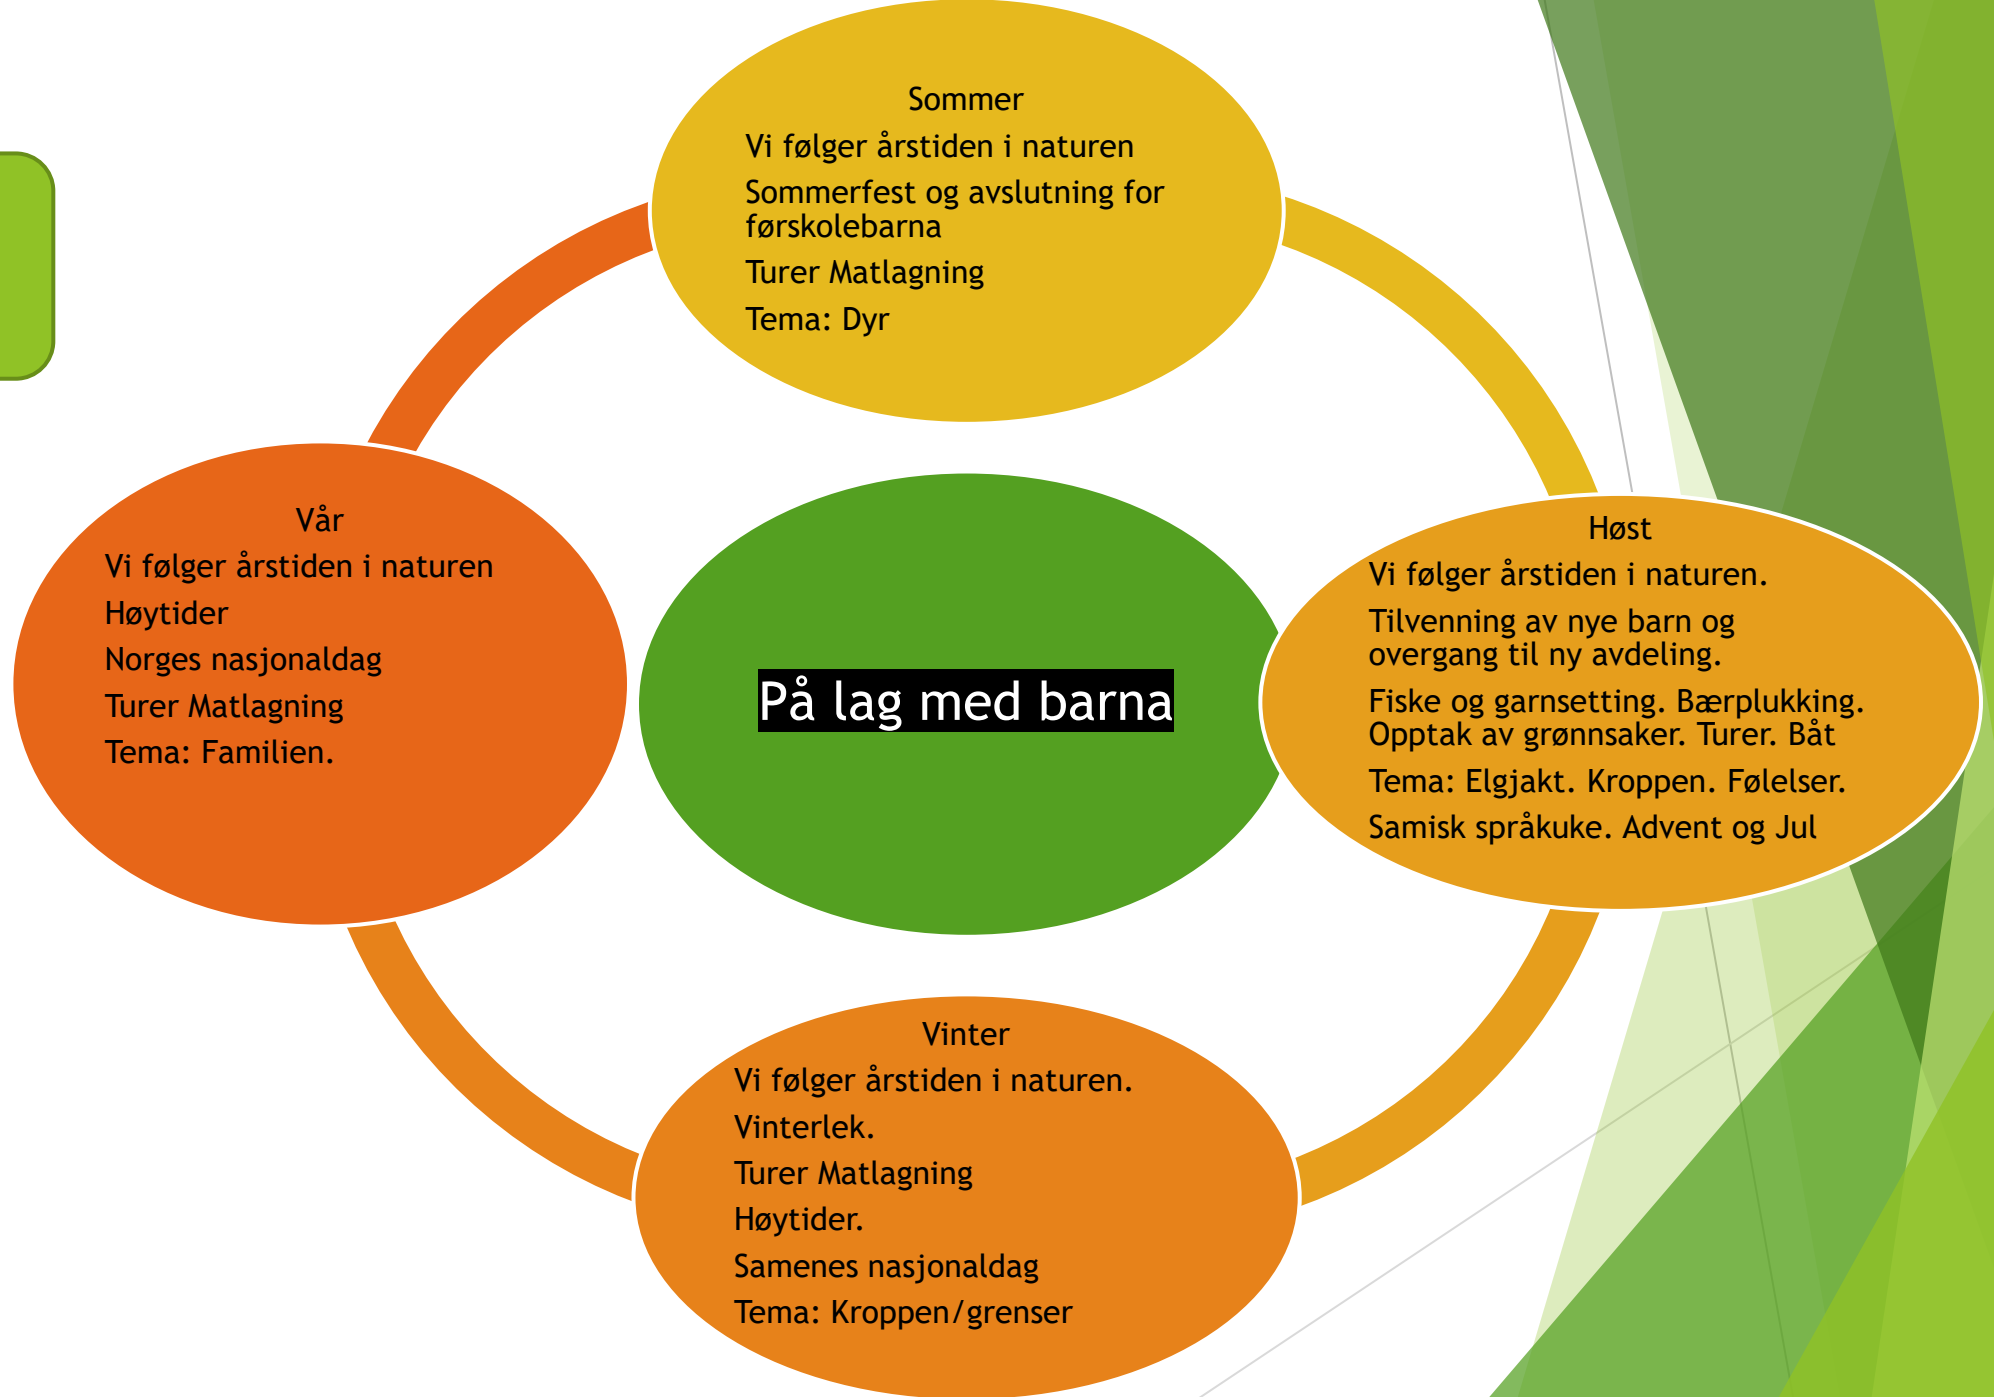 Sommer
Vi følger årstiden i naturen
Sommerfest og avslutning for
førskolebarna
Turer Matlagning
Tema: Dyr
Vår
Vi følger årstiden i naturen
Høytider
Norges nasjonaldag
Turer Matlagning
Tema: Familien.
På lag med barna
Høst
Vi følger årstiden i naturen.
Tilvenning av nye barn og
overgang til ny avdeling.
Fiske og garnsetting. Bærplukking.
Opptak av grønnsaker. Turer. Båt
Tema: Elgjakt. Kroppen. Følelser.
Samisk språkuke. Advent og Jul
Vinter
Vi følger årstiden i naturen.
Vinterlek.
Turer Matlagning
Høytider.
Samenes nasjonaldag
Tema: Kroppen/grenser